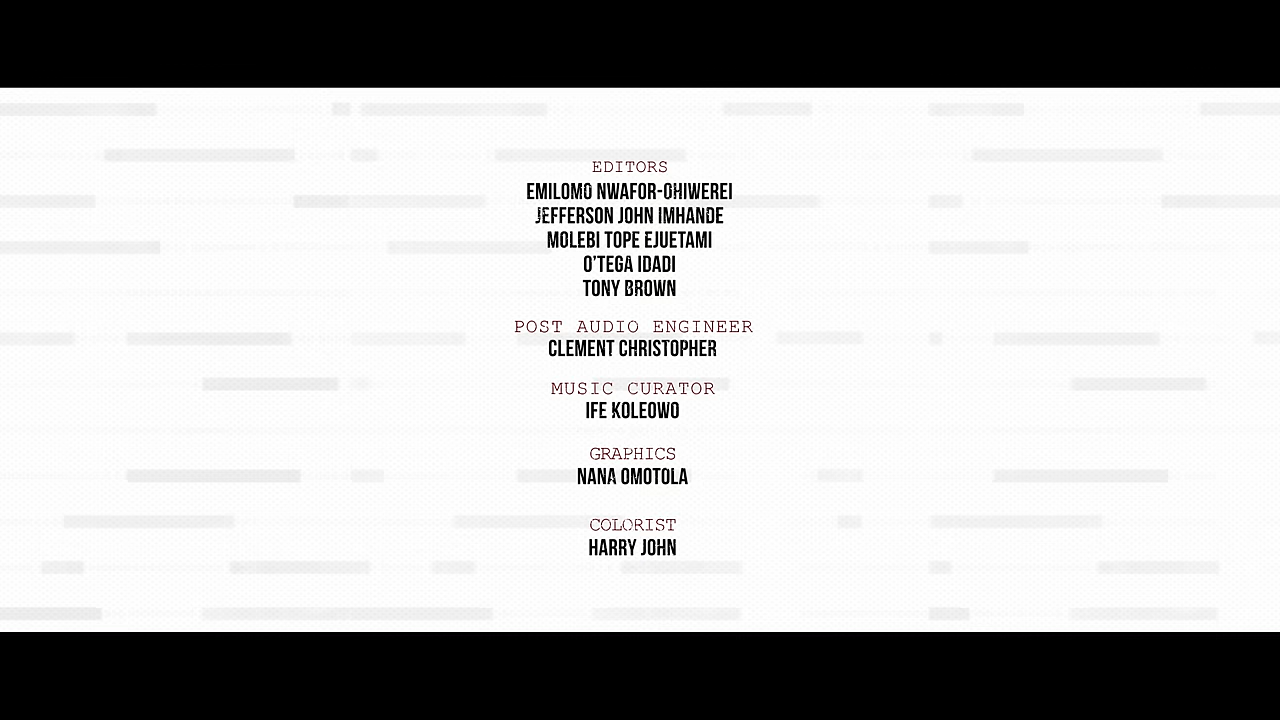 EDITORS
EMILOMO NWAFOR-OHIWEREI
JEFFERSON JOHN IMHANDE
MOLEBI TOPE EJUETAMI
O'TEGA IDADI
TONY BROWN
POST AUDIO ENGINEER
CLEMENT CHRISTOPHER
MUSIC CURATOR
IFE KOLEOWO
GRAPHICS
NANA OMOTOLA
COLORIST
HARRY JOHN